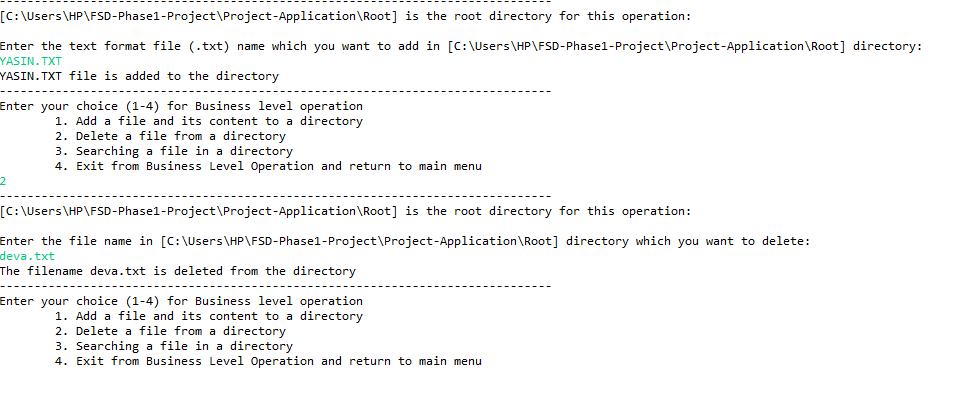 ------------------------------------------------------------------------------
[C:\Users\HP\FSD-Phase1-Project\Project-Application\Root] is the root directory for this operation:
Enter the text format file (.txt) name which you want to add in [C:\Users\HP\FSD-Phase1-Project\Project-Application\Root] directory:
YASIN.TXT
YASIN.TXT file is added to the directory
------------------------------------------------------------------------------
Enter your choice (1-4) for Business level operation
1. Add a file and its content to a directory
2. Delete a file from a directory
3. Searching a file in a directory
4. Exit from Business Level Operation and return to main menu
2
------------------------------------------------------------------------------
[C:\Users\HP\FSD-Phase1-Project\Project-Application\Root] is the root directory for this operation:
Enter the file name in [C:\Users\HP\FSD-Phase1-Project\Project-Application\Root] directory which you want to delete:
deva.txt
The filename deva.txt is deleted from the directory
------------------------------------------------------------------------------
Enter your choice (1-4) for Business level operation
1. Add a file and its content to a directory
2. Delete a file from a directory
3. Searching a file in a directory
4. Exit from Business Level Operation and return to main menu